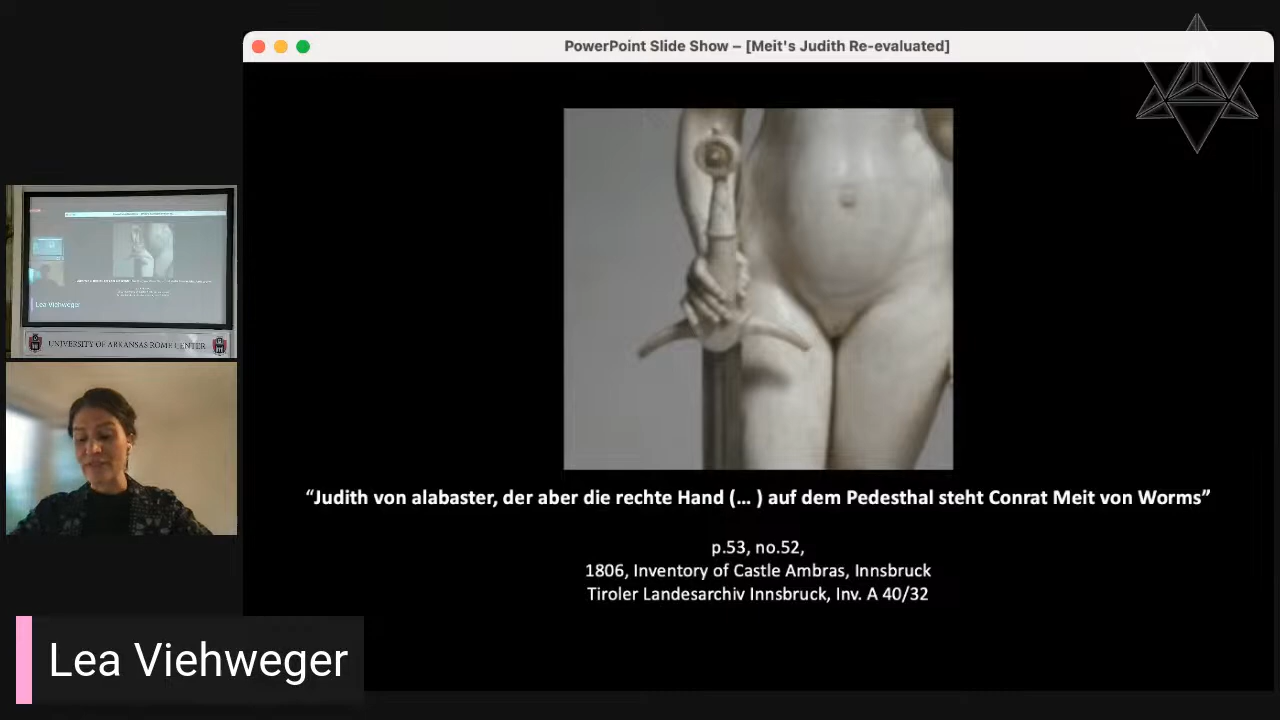 PowerPoint Slide Show – [Meit's Judith Re-evaluated]
Lea Viehweger
UNIVERSITY OF ARKANSAS ROME CENTER
“Judith von alabaster, der aber die rechte Hand (... ) auf dem Pedesthal steht Conrat Meit von Worms”
p.53, no.52,
1806, Inventory of Castle Ambras, Innsbruck
Tiroler Landesarchiv Innsbruck, Inv. A 40/32
Lea Viehweger